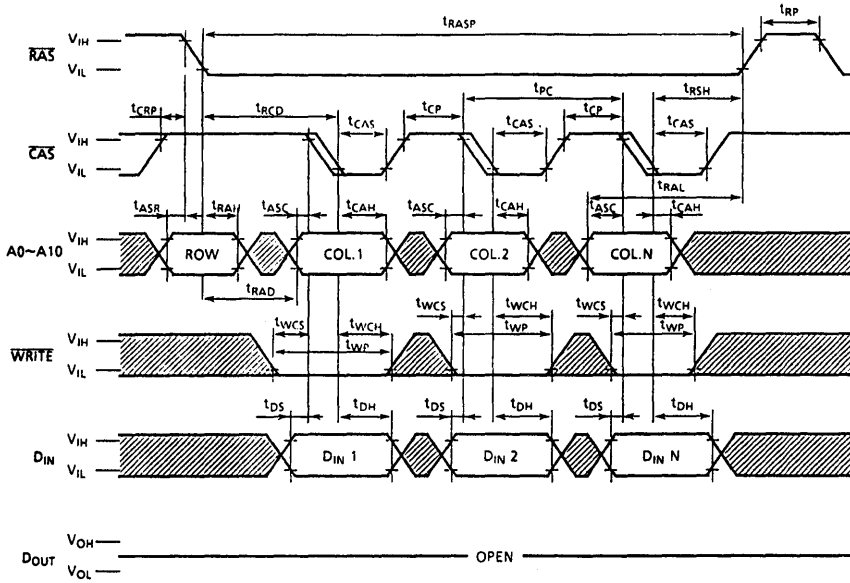 tRASP
tRP
RAS
VIH
VIL
tCRP
tRCD
tCAS
tCP
tPC
tCAS
tCP
tRSH
tCAS
CAS
VIH
VIL
tRAL
tASR
tRAH
tASC
tCAH
tASC
tCAH
tASC
tCAH
A0~A10
VIH
VIL
ROW
COL.1
COL.2
COL.N
tRAD
tWCS
tWCH
tWP
tWCS
tWCH
tWP
tWCS
tWCH
tWP
WRITE
VIH
VIL
tDS
tDH
tDS
tDH
tDS
tDH
DIN
VIH
VIL
DIN 1
DIN 2
DIN N
DOUT
VOH
VOL
OPEN